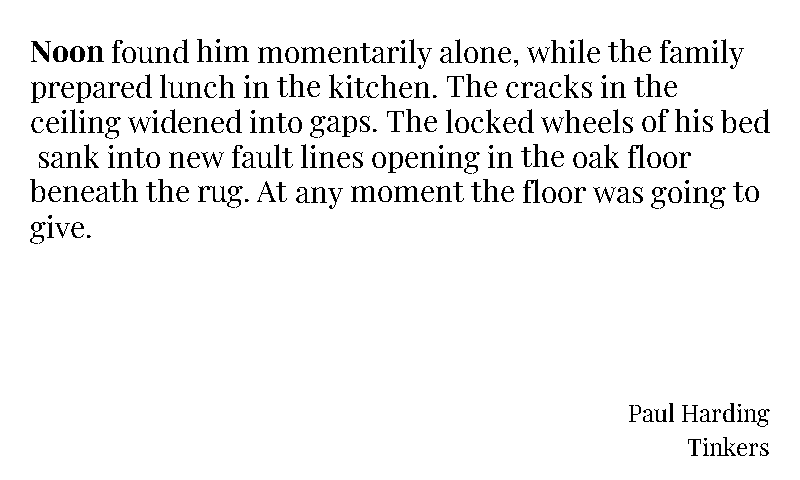 Noon found him momentarily alone, while the family
prepared lunch in the kitchen. The cracks in the
ceiling widened into gaps. The locked wheels of his bed
sank into new fault lines opening in the oak floor
beneath the rug. At any moment the floor was going to
give.
Paul Harding
Tinkers